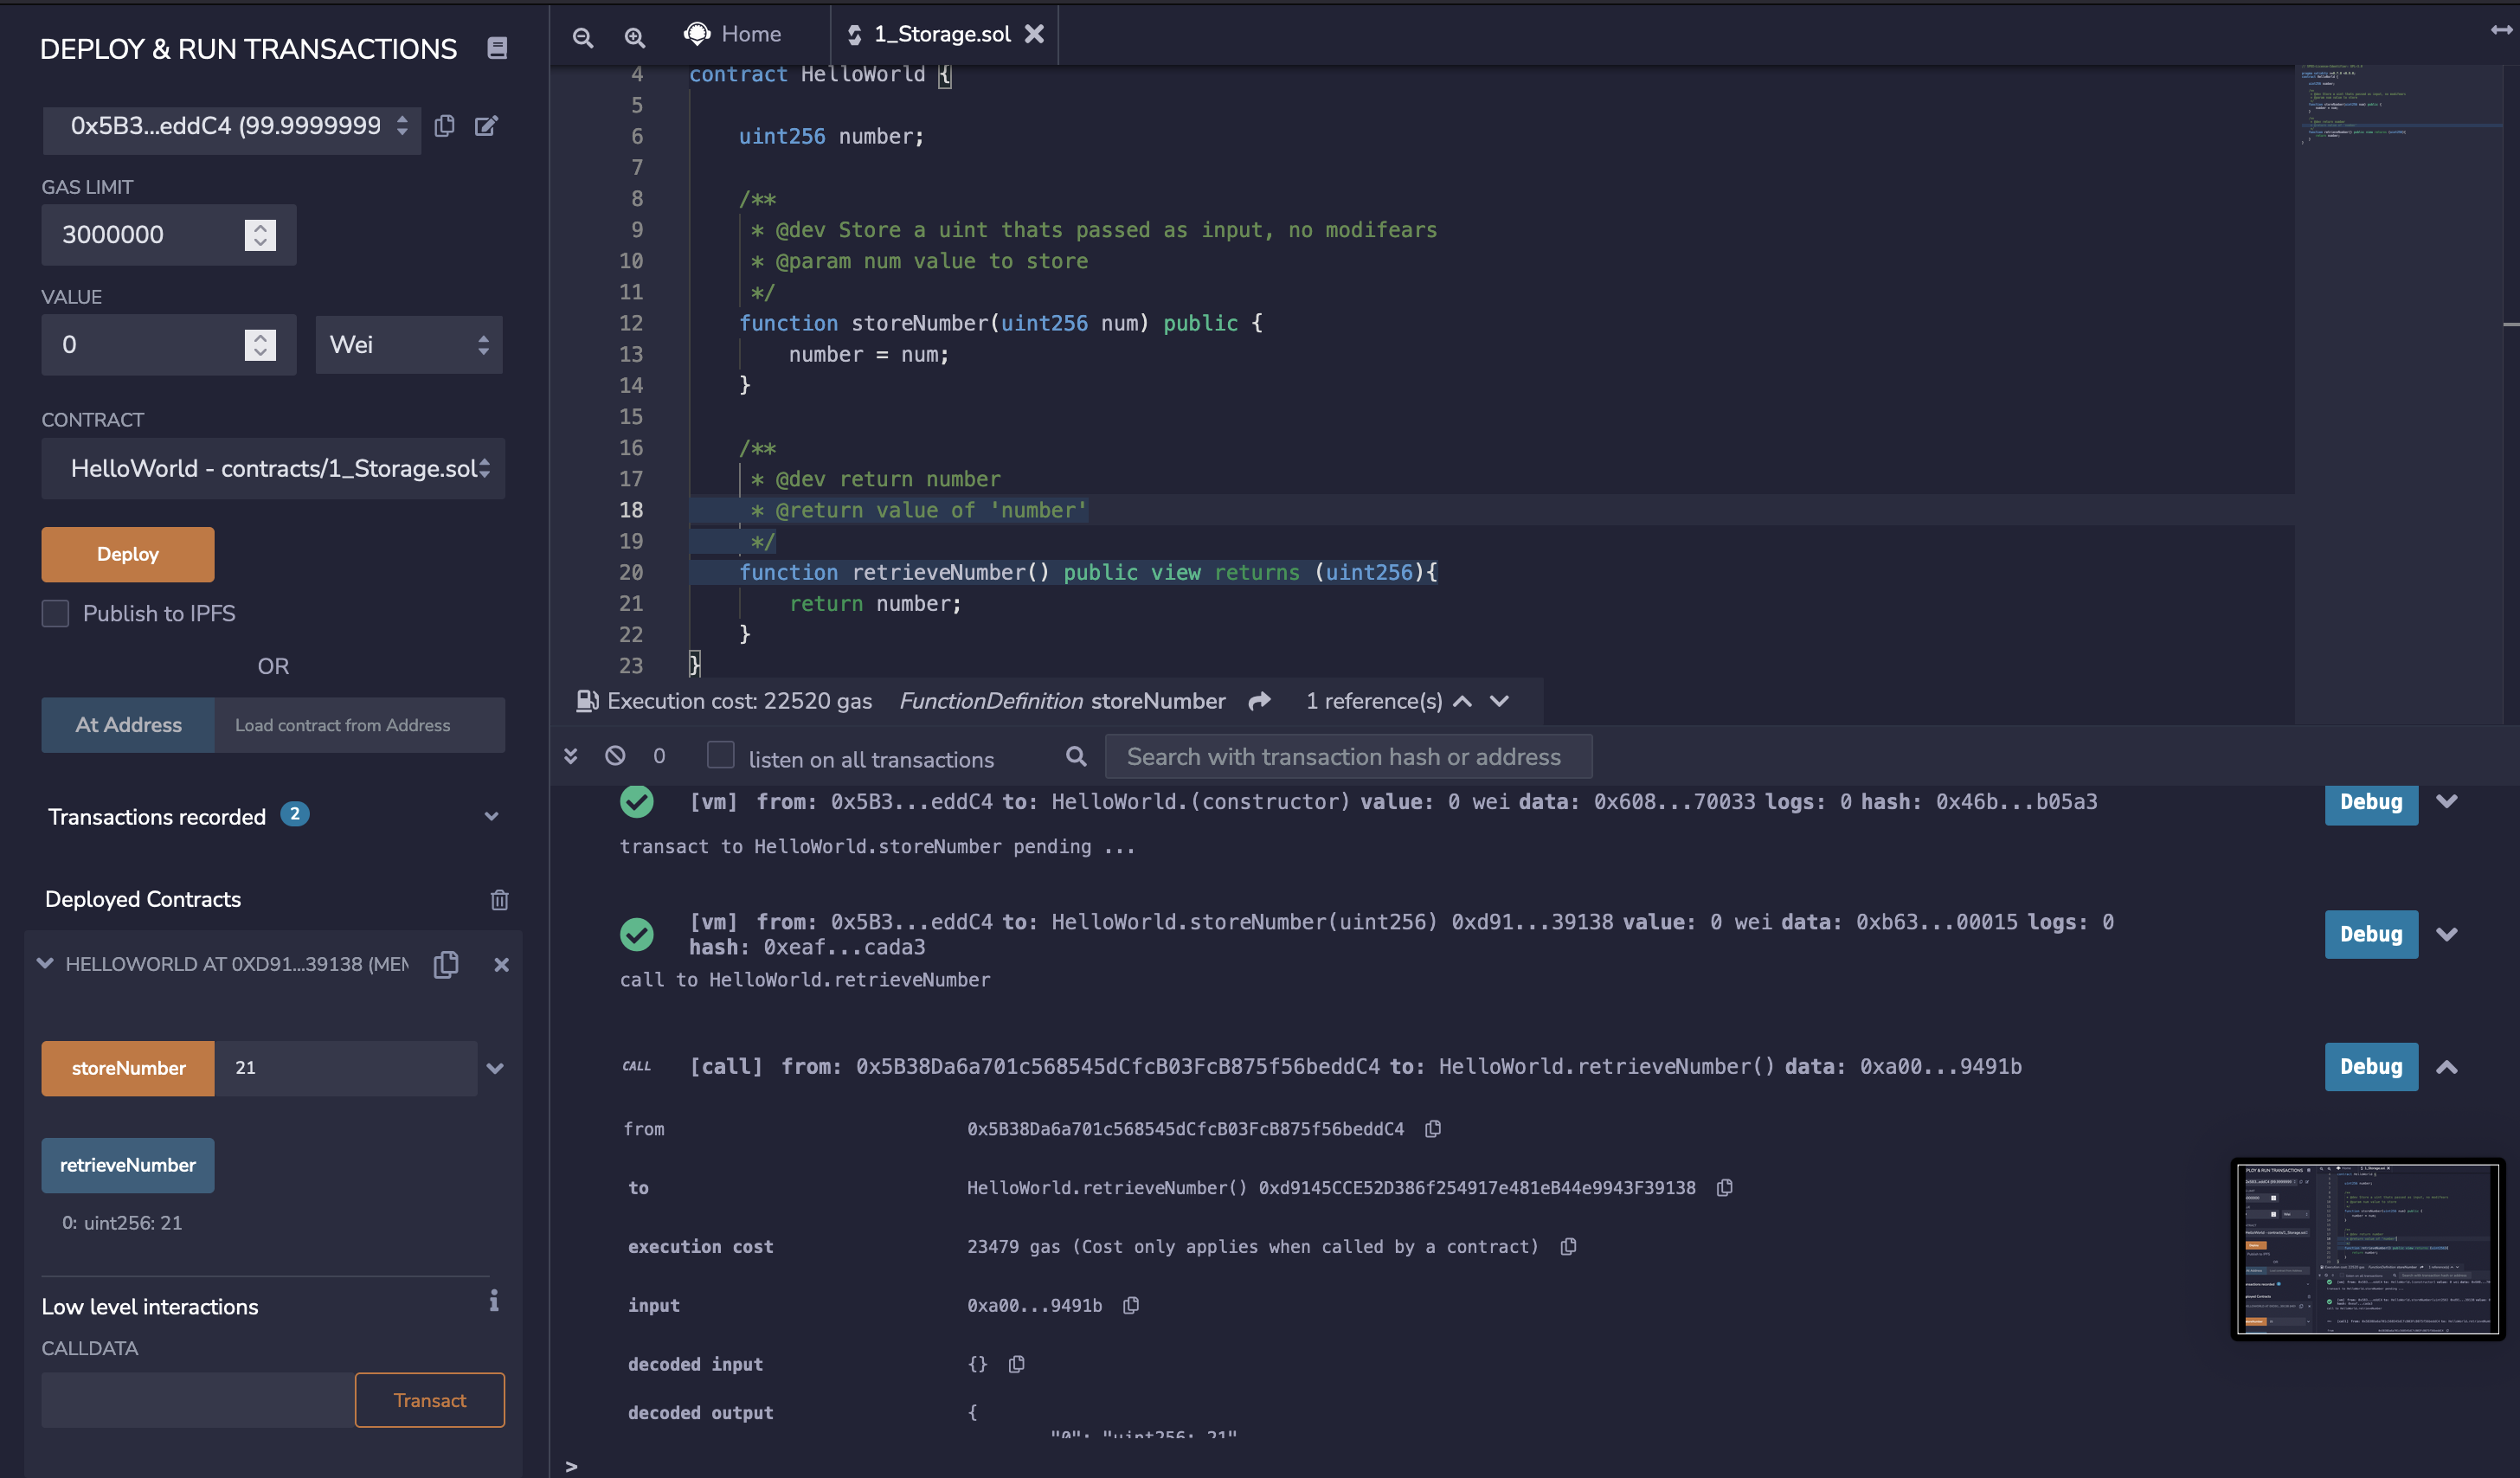 DEPLOY & RUN TRANSACTIONS
0x5B3...eddC4 (99.9999999
GAS LIMIT
3000000
VALUE
0
Wei
CONTRACT
HelloWorld - contracts/1_Storage.sol
Deploy
Publish to IPFS
OR
At Address
Load contract from Address
Transactions recorded 2
Deployed Contracts
HELLOWORLD AT 0XD91...39138 (MEM
storeNumber
21
retrieveNumber
0: uint256: 21
Low level interactions
i
CALLDATA
Transact
Home
1_Storage.sol
4 contract HelloWorld {
5
6 uint256 number;
7
8 /**
9 * @dev Store a uint thats passed as input, no modifears
10 * @param num value to store
11 */
12 function storeNumber(uint256 num) public {
13 number = num;
14 }
15
16 /**
17 * @dev return number
18 * @return value of 'number'
19 */
20 function retrieveNumber() public view returns (uint256){
21 return number;
22 }
23 }
Execution cost: 22520 gas FunctionDefinition storeNumber 1 reference(s)
0 listen on all transactions Search with transaction hash or address
[vm] from: 0x5B3...eddC4 to: HelloWorld.(constructor) value: 0 wei data: 0x608...70033 logs: 0 hash: 0x46b...b05a3
Debug
transact to HelloWorld.storeNumber pending ...
[vm] from: 0x5B3...eddC4 to: HelloWorld.storeNumber(uint256) 0xd91...39138 value: 0 wei data: 0xb63...00015 logs: 0
hash: 0xeaf...cada3
Debug
call to HelloWorld.retrieveNumber
CALL [call] from: 0x5B38Da6a701c568545dCfcB03FcB875f56beddC4 to: HelloWorld.retrieveNumber() data: 0xa00...9491b
Debug
from 0x5B38Da6a701c568545dCfcB03FcB875f56beddC4
to HelloWorld.retrieveNumber() 0xd9145CCE52D386f254917e481eB44e9943F39138
execution cost 23479 gas (Cost only applies when called by a contract)
input 0xa00...9491b
decoded input {}
decoded output {
"0": "uint256: 21"
>